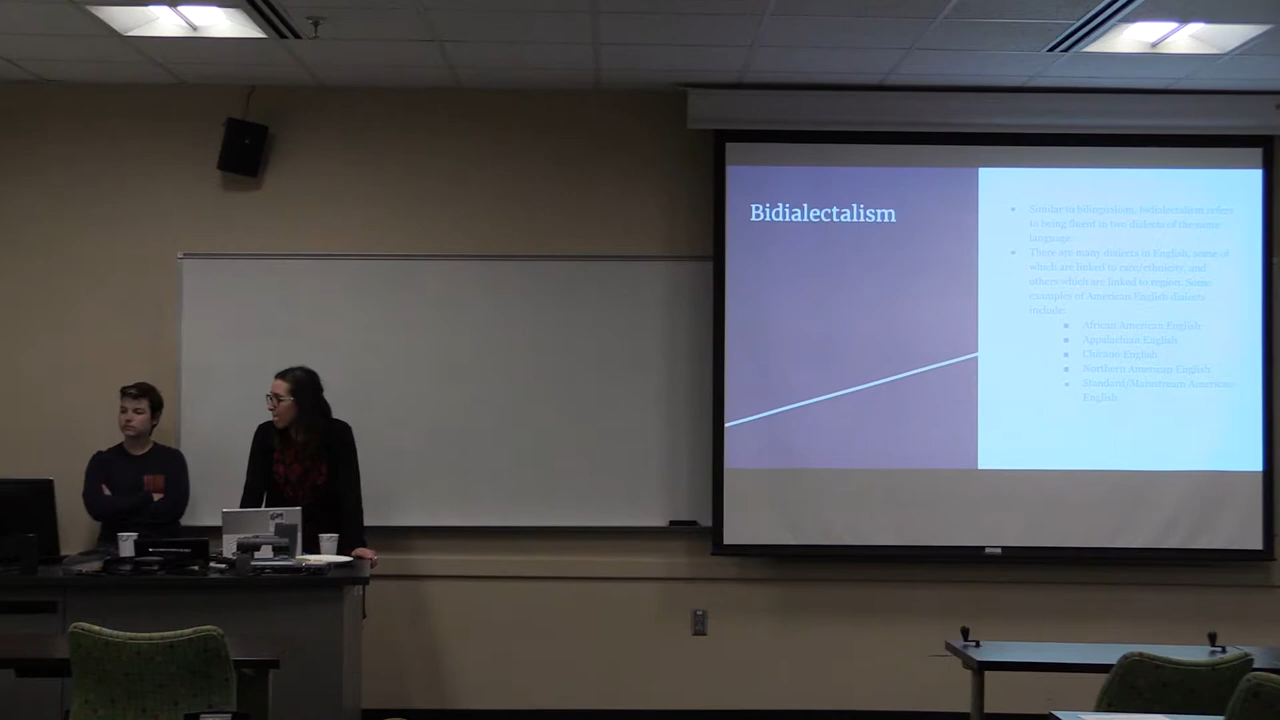 Bidialectalism
Similar to bilingualism, bidialectalism refers
to being fluent in two dialects of the same
language.
There are many dialects in English, some of
which are linked to race/ethnicity, and
others which are linked to region. Some
examples of American English dialects
include:
African American English
Appalachian English
Chicano English
Northern American English
Standard/Mainstream American
English